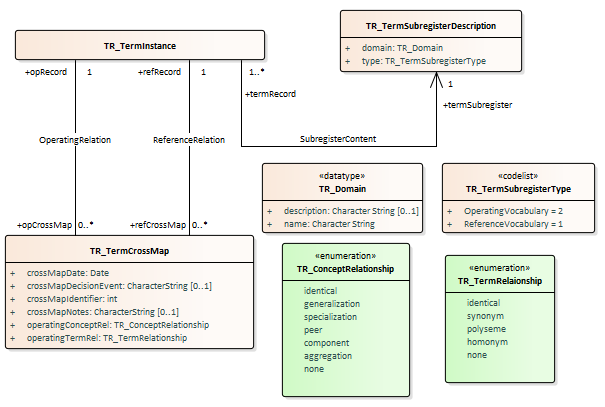 TR_TermInstance
TR_TermSubregisterDescription
+ domain: TR_Domain
+ type: TR_TermSubregisterType
+opRecord 1
+refRecord 1
1..*
+termRecord
1
+termSubregister
OperatingRelation
ReferenceRelation
SubregisterContent
+opCrossMap 0..*
+refCrossMap 0..*
TR_TermCrossMap
+ crossMapDate: Date
+ crossMapDecisionEvent: CharacterString [0..1]
+ crossMapIdentifier: int
+ crossMapNotes: CharacterString [0..1]
+ operatingConceptRel: TR_ConceptRelationship
+ operatingTermRel: TR_TermRelationship
«datatype»
TR_Domain
+ description: Character String [0..1]
+ name: Character String
«codelist»
TR_TermSubregisterType
+ OperatingVocabulary = 2
+ ReferenceVocabulary = 1
«enumeration»
TR_ConceptRelationship
identical
generalization
specialization
peer
component
aggregation
none
«enumeration»
TR_TermRelaionship
identical
synonym
polyseme
homonym
none